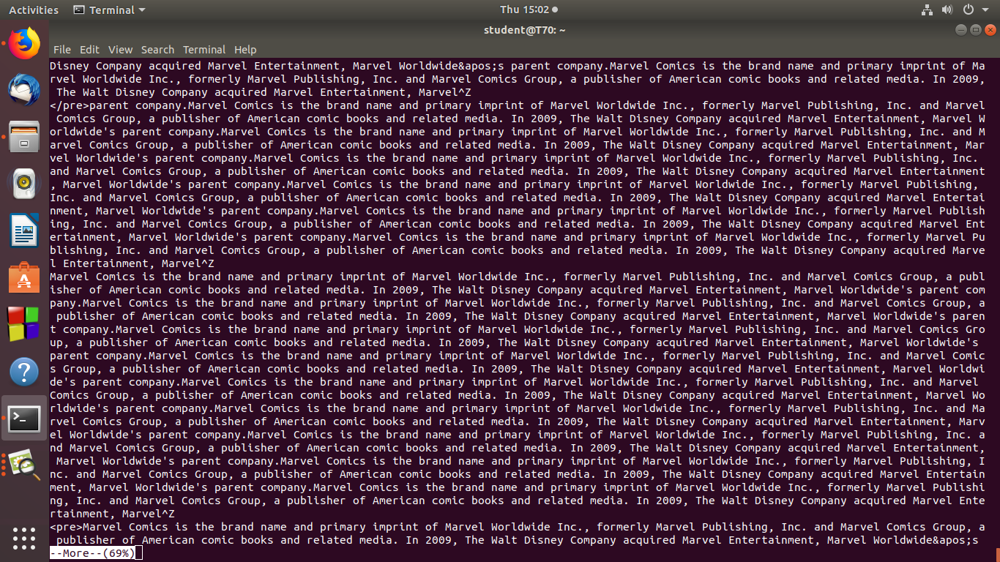 Activities Terminal Thu 15:02
student@T70: ~
File Edit View Search Terminal Help
Disney Company acquired Marvel Entertainment, Marvel Worldwide&apos;s parent company.Marvel Comics is the brand name and primary imprint of Ma
rvel Worldwide Inc., formerly Marvel Publishing, Inc. and Marvel Comics Group, a publisher of American comic books and related media. In 2009,
The Walt Disney Company acquired Marvel Entertainment, Marvel^Z
</pre>parent company.Marvel Comics is the brand name and primary imprint of Marvel Worldwide Inc., formerly Marvel Publishing, Inc. and Marvel
Comics Group, a publisher of American comic books and related media. In 2009, The Walt Disney Company acquired Marvel Entertainment, Marvel W
orldwide's parent company.Marvel Comics is the brand name and primary imprint of Marvel Worldwide Inc., formerly Marvel Publishing, Inc. and M
arvel Comics Group, a publisher of American comic books and related media. In 2009, The Walt Disney Company acquired Marvel Entertainment, Mar
vel Worldwide's parent company.Marvel Comics is the brand name and primary imprint of Marvel Worldwide Inc., formerly Marvel Publishing, Inc.
and Marvel Comics Group, a publisher of American comic books and related media. In 2009, The Walt Disney Company acquired Marvel Entertainment
, Marvel Worldwide's parent company.Marvel Comics is the brand name and primary imprint of Marvel Worldwide Inc., formerly Marvel Publishing,
Inc. and Marvel Comics Group, a publisher of American comic books and related media. In 2009, The Walt Disney Company acquired Marvel Entertai
nment, Marvel Worldwide's parent company.Marvel Comics is the brand name and primary imprint of Marvel Worldwide Inc., formerly Marvel Publish
ing, Inc. and Marvel Comics Group, a publisher of American comic books and related media. In 2009, The Walt Disney Company acquired Marvel Ent
ertainment, Marvel Worldwide's parent company.Marvel Comics is the brand name and primary imprint of Marvel Worldwide Inc., formerly Marvel Pu
blishing, Inc. and Marvel Comics Group, a publisher of American comic books and related media. In 2009, The Walt Disney Company acquired Marve
l Entertainment, Marvel^Z
Marvel Comics is the brand name and primary imprint of Marvel Worldwide Inc., formerly Marvel Publishing, Inc. and Marvel Comics Group, a publ
isher of American comic books and related media. In 2009, The Walt Disney Company acquired Marvel Entertainment, Marvel Worldwide's parent com
pany.Marvel Comics is the brand name and primary imprint of Marvel Worldwide Inc., formerly Marvel Publishing, Inc. and Marvel Comics Group, a
publisher of American comic books and related media. In 2009, The Walt Disney Company acquired Marvel Entertainment, Marvel Worldwide's paren
t company.Marvel Comics is the brand name and primary imprint of Marvel Worldwide Inc., formerly Marvel Publishing, Inc. and Marvel Comics Gro
up, a publisher of American comic books and related media. In 2009, The Walt Disney Company acquired Marvel Entertainment, Marvel Worldwide's
parent company.Marvel Comics is the brand name and primary imprint of Marvel Worldwide Inc., formerly Marvel Publishing, Inc. and Marvel Comic
s Group, a publisher of American comic books and related media. In 2009, The Walt Disney Company acquired Marvel Entertainment, Marvel Worldwi
de's parent company.Marvel Comics is the brand name and primary imprint of Marvel Worldwide Inc., formerly Marvel Publishing, Inc. and Marvel
Comics Group, a publisher of American comic books and related media. In 2009, The Walt Disney Company acquired Marvel Entertainment, Marvel Wo
rldwide's parent company.Marvel Comics is the brand name and primary imprint of Marvel Worldwide Inc., formerly Marvel Publishing, Inc. and Ma
rvel Comics Group, a publisher of American comic books and related media. In 2009, The Walt Disney Company acquired Marvel Entertainment, Marv
el Worldwide's parent company.Marvel Comics is the brand name and primary imprint of Marvel Worldwide Inc., formerly Marvel Publishing, Inc. a
nd Marvel Comics Group, a publisher of American comic books and related media. In 2009, The Walt Disney Company acquired Marvel Entertainment,
Marvel Worldwide's parent company.Marvel Comics is the brand name and primary imprint of Marvel Worldwide Inc., formerly Marvel Publishing, I
nc. and Marvel Comics Group, a publisher of American comic books and related media. In 2009, The Walt Disney Company acquired Marvel Entertain
ment, Marvel Worldwide's parent company.Marvel Comics is the brand name and primary imprint of Marvel Worldwide Inc., formerly Marvel Publishi
ng, Inc. and Marvel Comics Group, a publisher of American comic books and related media. In 2009, The Walt Disney Company acquired Marvel Ente
rtainment, Marvel^Z
<pre>Marvel Comics is the brand name and primary imprint of Marvel Worldwide Inc., formerly Marvel Publishing, Inc. and Marvel Comics Group, a
publisher of American comic books and related media. In 2009, The Walt Disney Company acquired Marvel Entertainment, Marvel Worldwide&apos;s
--More--(69%)